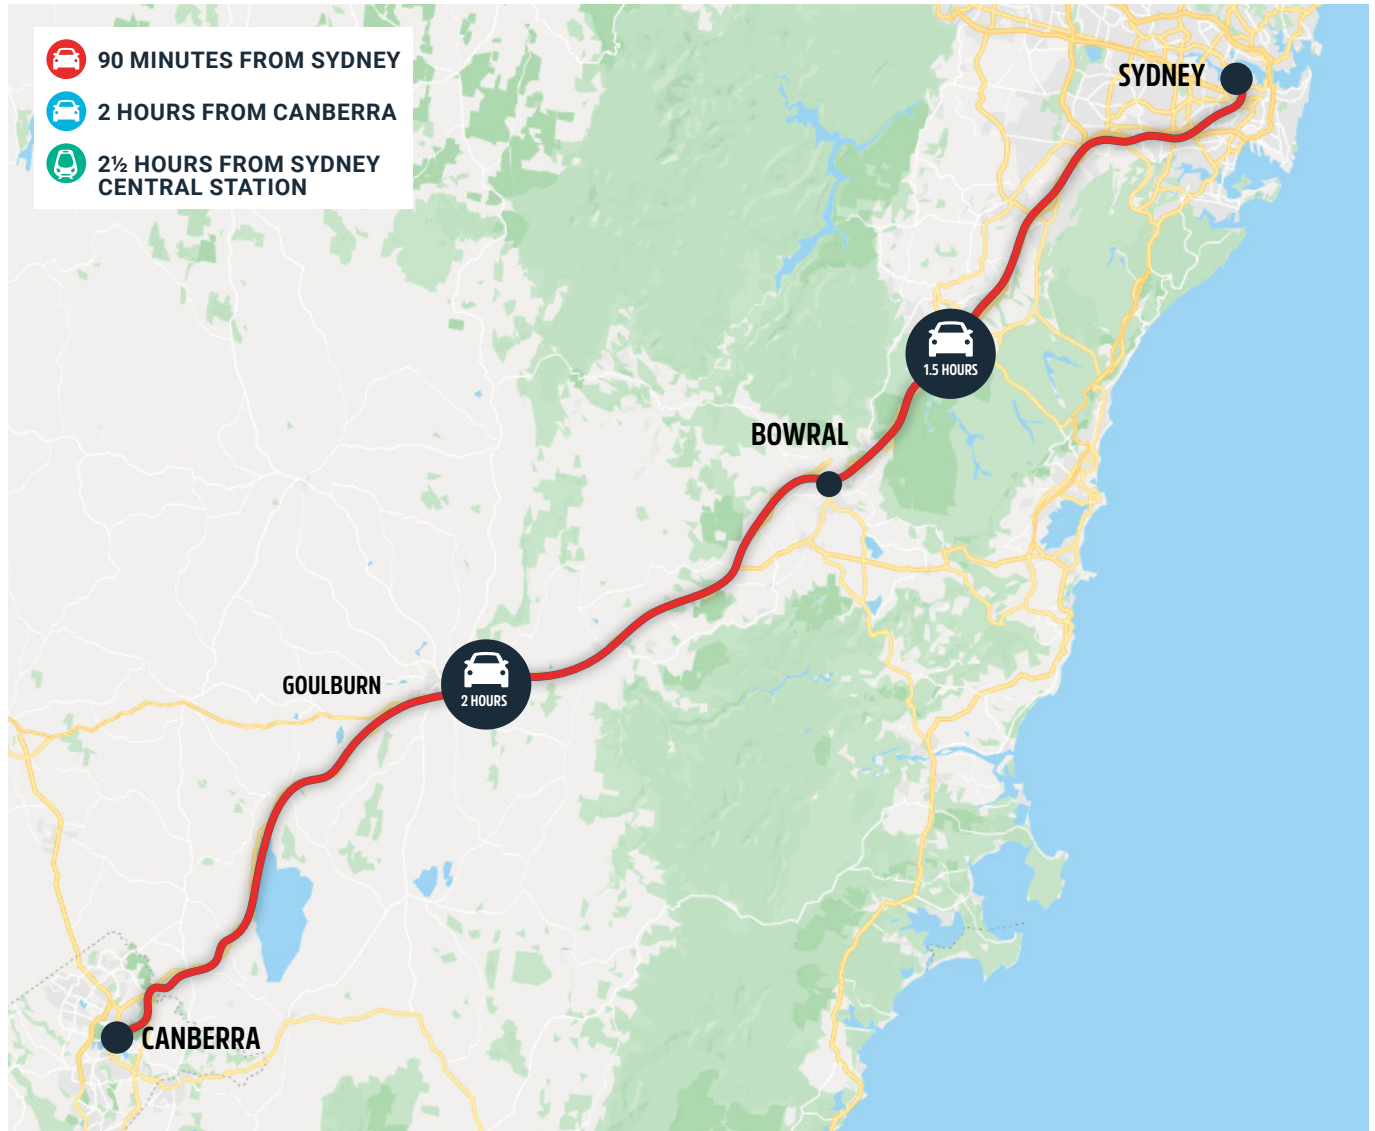 90 MINUTES FROM SYDNEY
2 HOURS FROM CANBERRA
2½ HOURS FROM SYDNEY
CENTRAL STATION
SYDNEY
1.5 HOURS
BOWRAL
GOULBURN
2 HOURS
CANBERRA